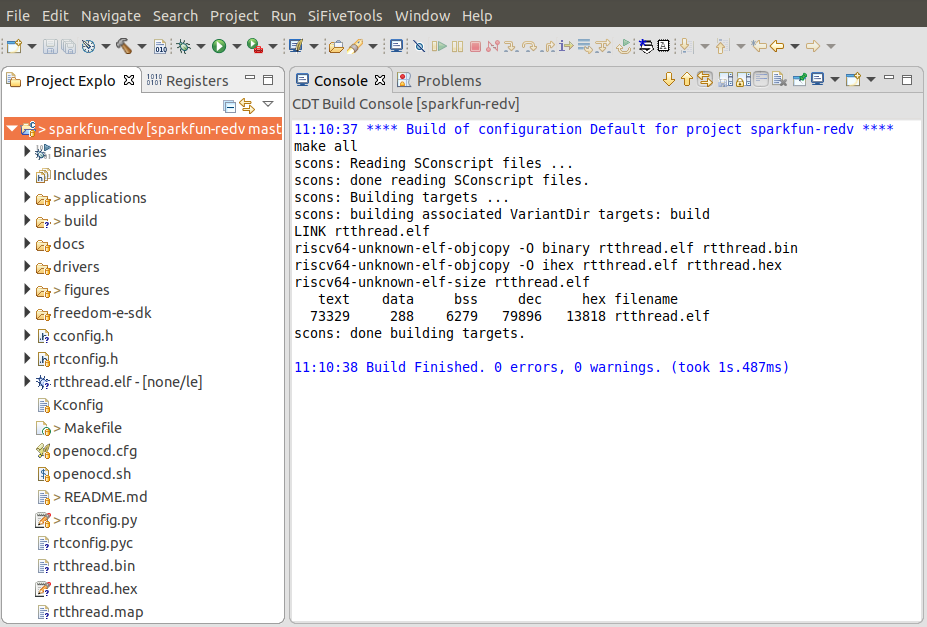 File Edit Navigate Search Project Run SiFiveTools Window Help
Project Explo Registers
Console Problems
CDT Build Console [sparkfun-redv]
> sparkfun-redv [sparkfun-redv mast
Binaries
Includes
> applications
> build
docs
drivers
> figures
freedom-e-sdk
cconfig.h
rtconfig.h
rtthread.elf - [none/le]
Kconfig
> Makefile
openocd.cfg
openocd.sh
> README.md
> rtconfig.py
rtconfig.pyc
rtthread.bin
rtthread.hex
rtthread.map
11:10:37 **** Build of configuration Default for project sparkfun-redv ****
make all
scons: Reading SConscript files ...
scons: done reading SConscript files.
scons: Building targets ...
scons: building associated VariantDir targets: build
LINK rtthread.elf
riscv64-unknown-elf-objcopy -O binary rtthread.elf rtthread.bin
riscv64-unknown-elf-objcopy -O ihex rtthread.elf rtthread.hex
riscv64-unknown-elf-size rtthread.elf
   text    data     bss     dec     hex filename
  73329     288    6279   79896   13818 rtthread.elf
scons: done building targets.
11:10:38 Build Finished. 0 errors, 0 warnings. (took 1s.487ms)